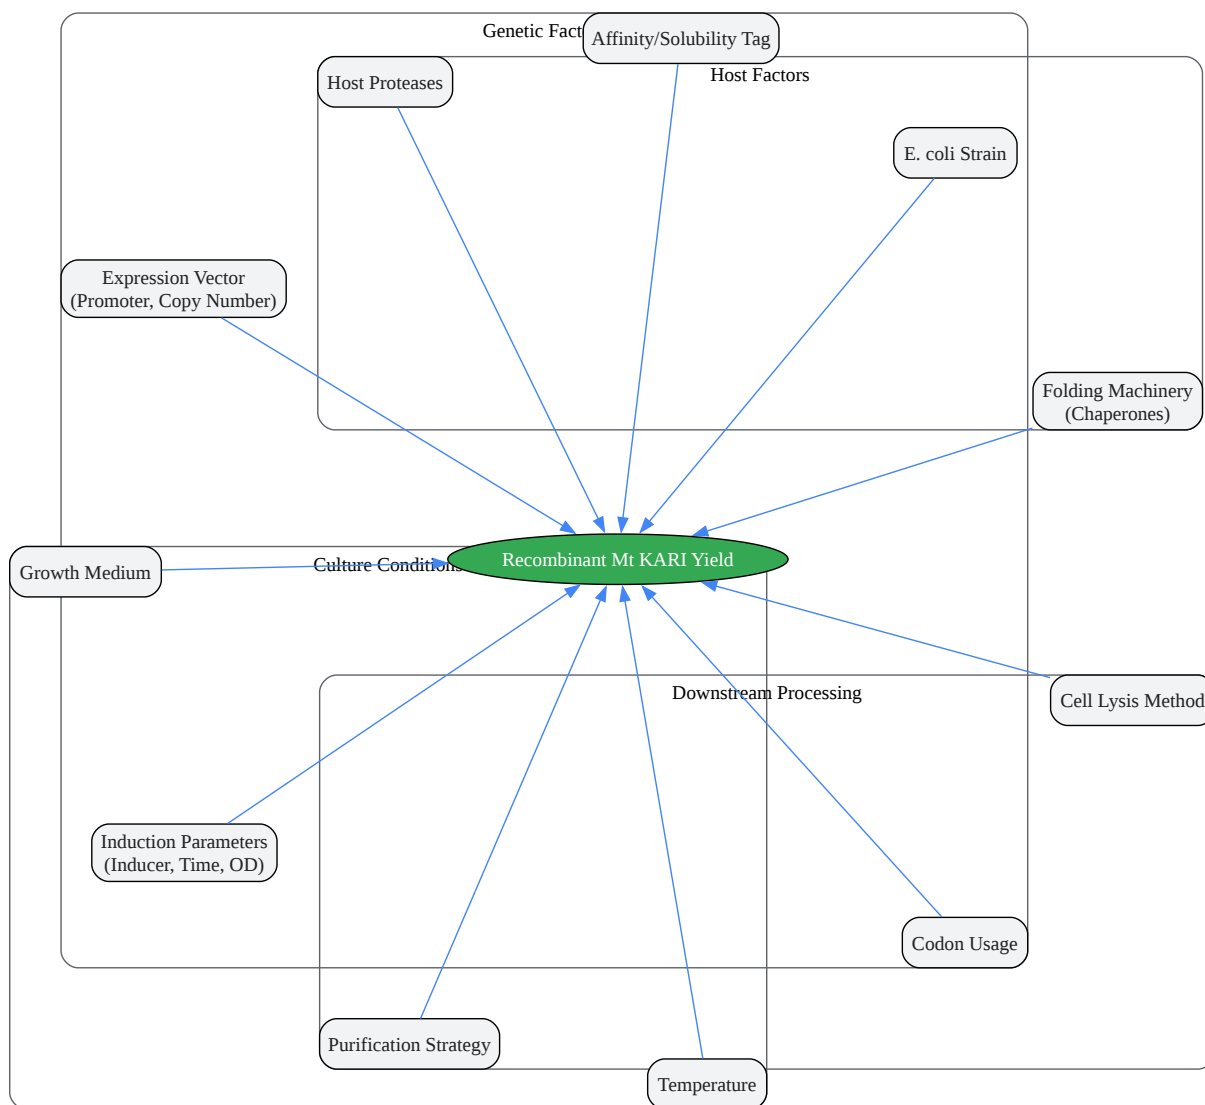 Genetic Fact
Affinity/Solubility Tag
Host Factors
Host Proteases
E. coli Strain
Expression Vector
(Promoter, Copy Number)
Folding Machinery
(Chaperones)
Recombinant Mt KARI Yield
Culture Conditions
Growth Medium
Downstream Processing
Cell Lysis Method
Induction Parameters
(Inducer, Time, OD)
Codon Usage
Purification Strategy
Temperature